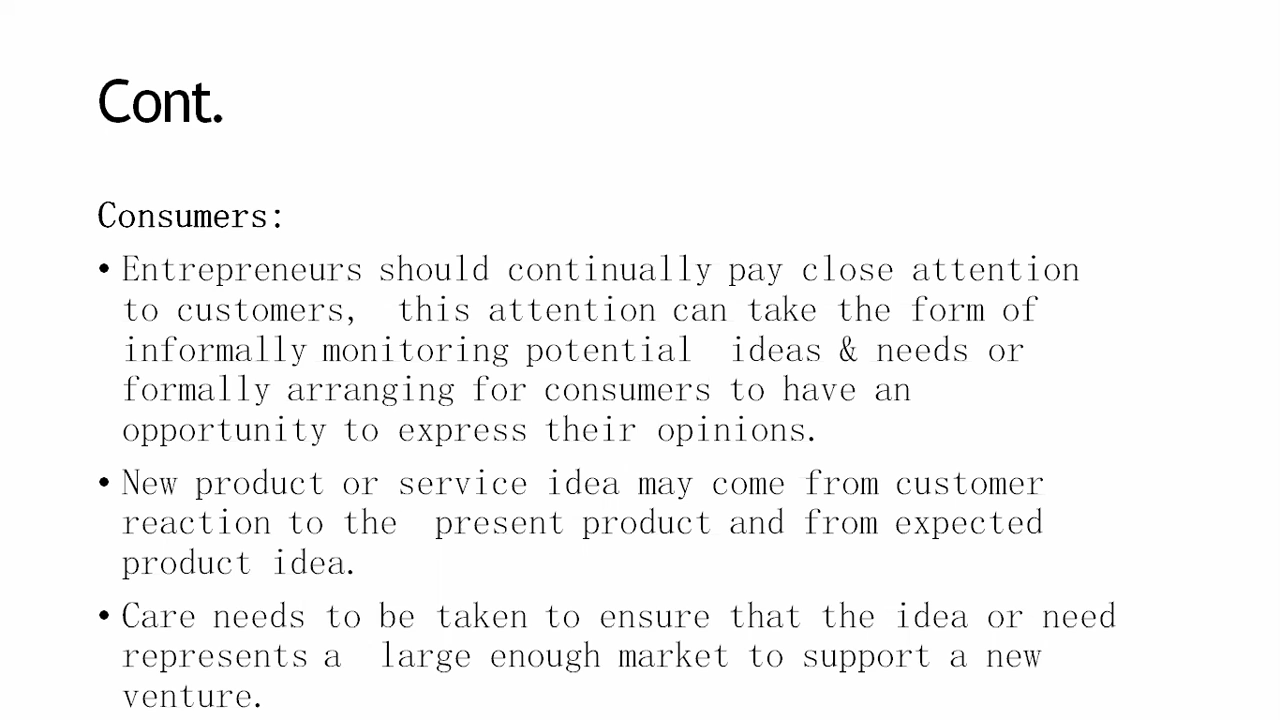 Cont.
Consumers:
• Entrepreneurs should continually pay close attention
to customers,  this attention can take the form of
informally monitoring potential  ideas & needs or
formally arranging for consumers to have an
opportunity to express their opinions.
• New product or service idea may come from customer
reaction to the  present product and from expected
product idea.
• Care needs to be taken to ensure that the idea or need
represents a  large enough market to support a new
venture.